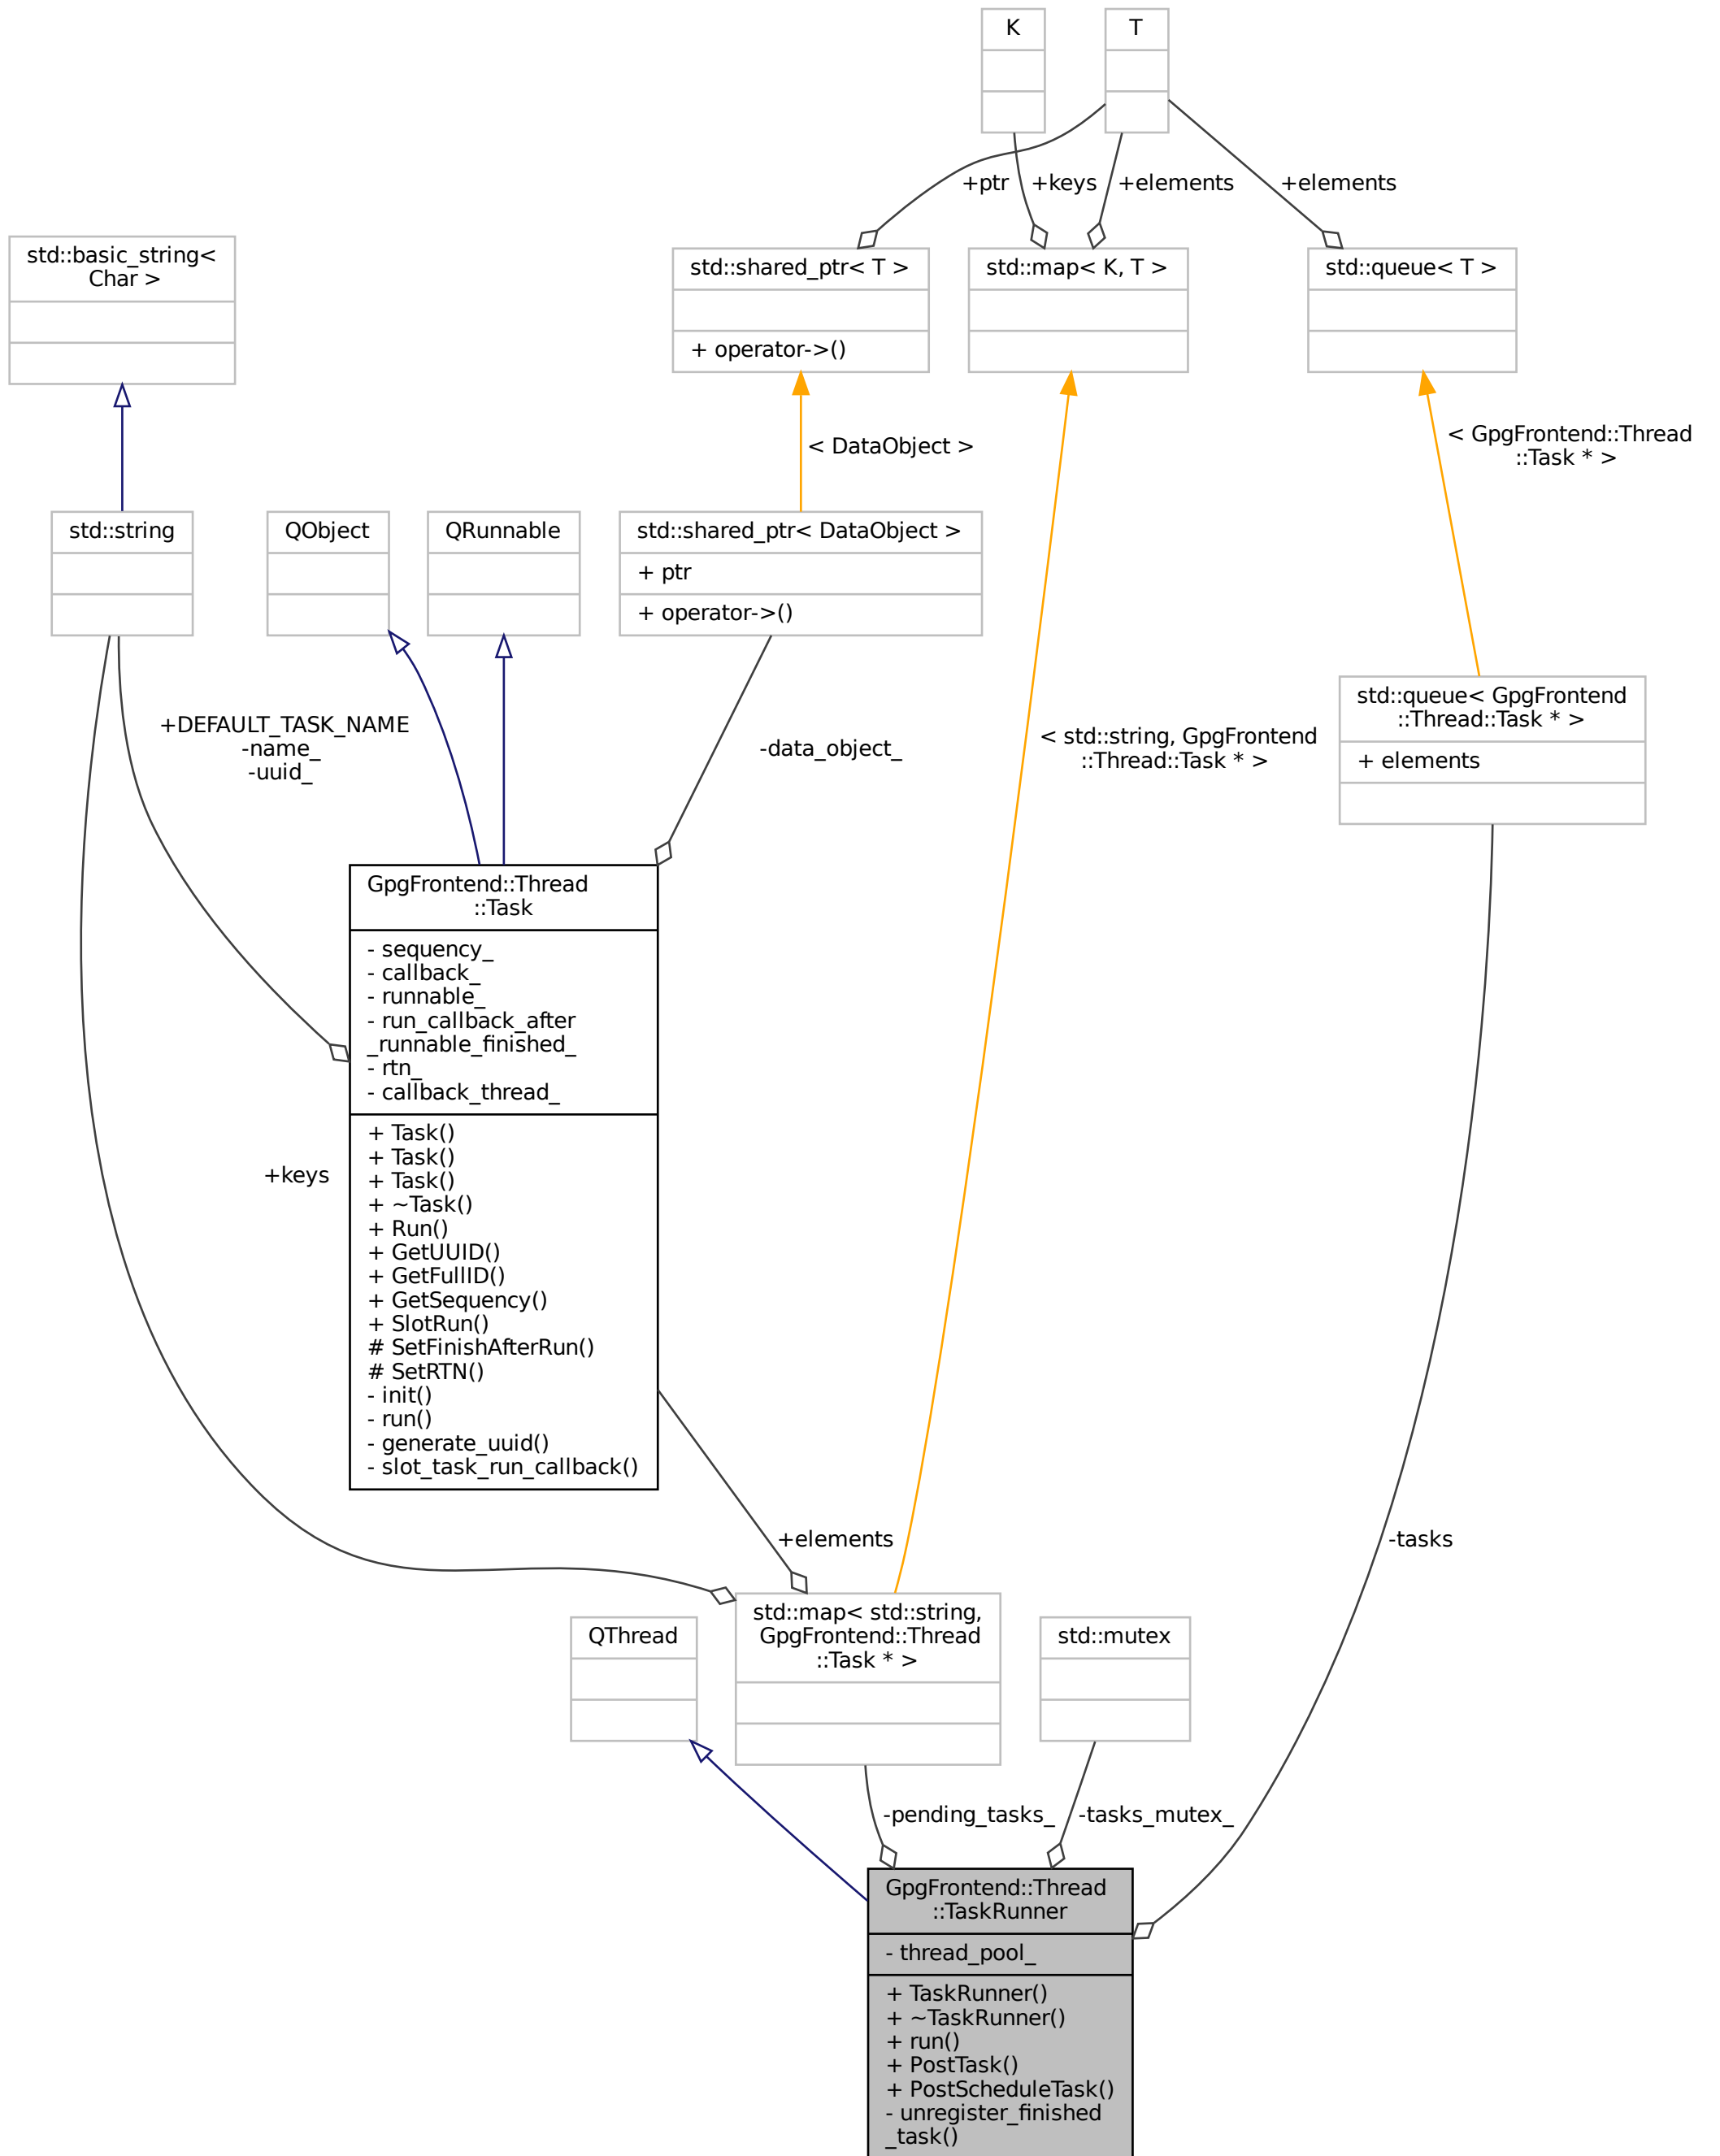 K
T
+ptr
+keys
+elements
+elements
std::basic_string<
Char >
std::shared_ptr< T >
+ operator->()
std::map< K, T >
std::queue< T >
< DataObject >
< GpgFrontend::Thread
::Task * >
std::string
QObject
QRunnable
std::shared_ptr< DataObject >
+ ptr
+ operator->()
std::queue< GpgFrontend
::Thread::Task * >
+ elements
+DEFAULT_TASK_NAME
-name_
-uuid_
-data_object_
< std::string, GpgFrontend
::Thread::Task * >
GpgFrontend::Thread
::Task
- sequency_
- callback_
- runnable_
- run_callback_after
_runnable_finished_
- rtn_
- callback_thread_
+ Task()
+ Task()
+ Task()
+ ~Task()
+ Run()
+ GetUUID()
+ GetFullID()
+ GetSequency()
+ SlotRun()
# SetFinishAfterRun()
# SetRTN()
- init()
- run()
- generate_uuid()
- slot_task_run_callback()
+keys
+elements
-tasks
QThread
std::map< std::string,
GpgFrontend::Thread
::Task * >
std::mutex
-pending_tasks_
-tasks_mutex_
GpgFrontend::Thread
::TaskRunner
- thread_pool_
+ TaskRunner()
+ ~TaskRunner()
+ run()
+ PostTask()
+ PostScheduleTask()
- unregister_finished
_task()